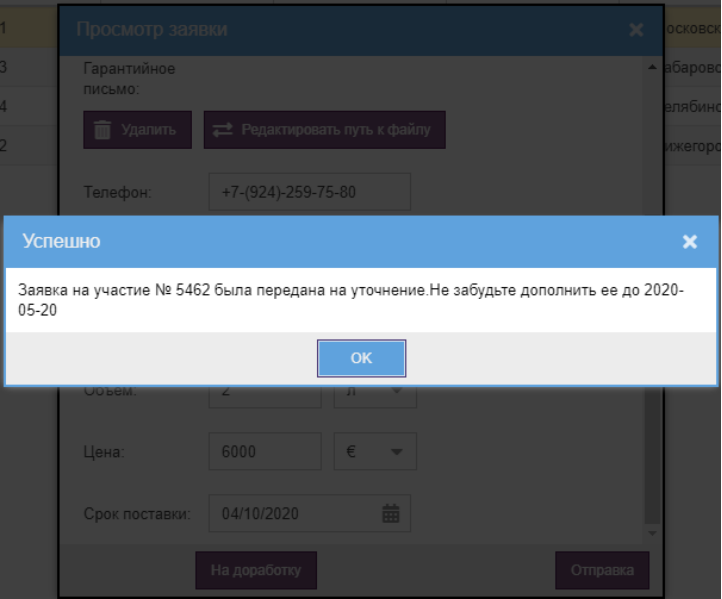 1
Просмотр заявки
осковск
3
Гарантийное
письмо:
абаровс
4
елябинс
Удалить
Редактировать путь к файлу
2
ижегоро
Телефон:
+7-(924)-259-75-80
Успешно
Заявка на участие № 5462 была передана на уточнение.Не забудьте дополнить ее до 2020-
05-20
OK
Объем:
2
л
Цена:
6000
€
Срок поставки:
04/10/2020
На доработку
Отправка